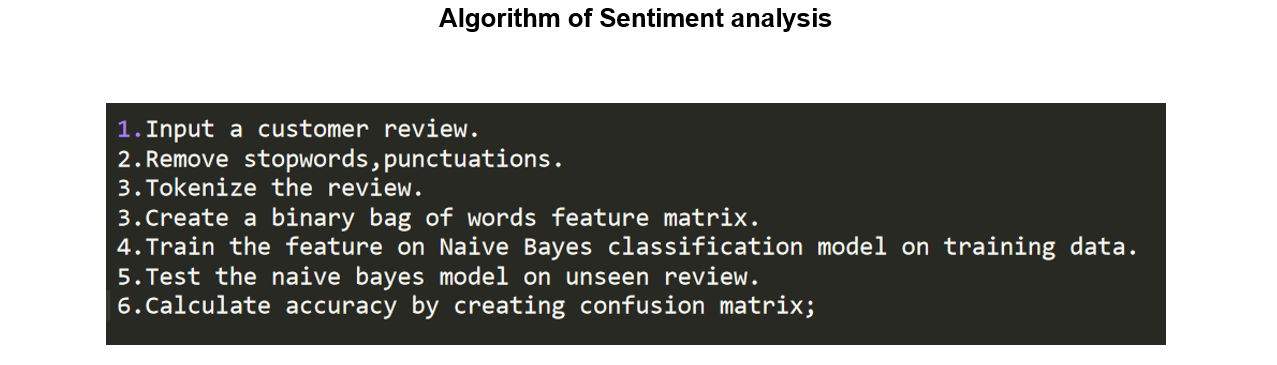 Algorithm of Sentiment analysis
1.Input a customer review.
2.Remove stopwords,punctuations.
3.Tokenize the review.
3.Create a binary bag of words feature matrix.
4.Train the feature on Naive Bayes classification model on training data.
5.Test the naive bayes model on unseen review.
6.Calculate accuracy by creating confusion matrix;